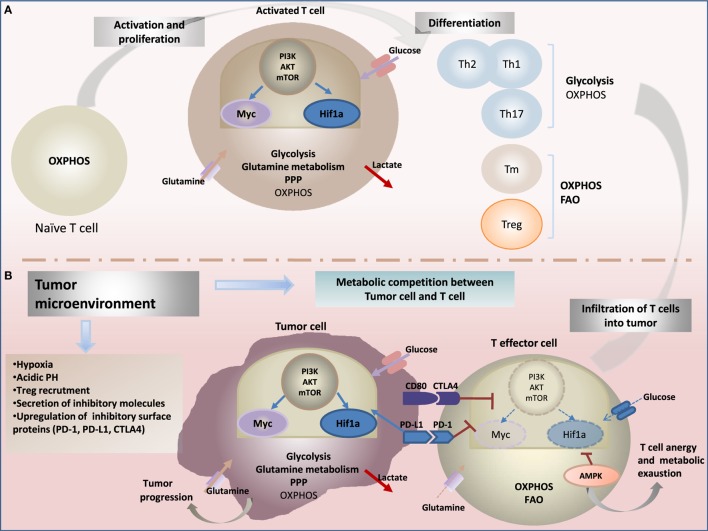 A
Activation and
proliferation
Activated T cell
Differentiation
PI3K
AKT
mTOR
Glucose
Myc
Hif1a
Glycolysis
Glutamine metabolism
PPP
OXPHOS
Glutamine
Lactate
OXPHOS
Naïve T cell
Th2
Th1
Th17
Glycolysis
OXPHOS
Tm
Treg
OXPHOS
FAO
B
Tumor
microenvironment
Metabolic competition between
Tumor cell and T cell
Infiltration of T cells
into tumor
•Hypoxia
•Acidic PH
•Treg recrutment
•Secretion of inhibitory molecules
•Upregulation of inhibitory surface
proteins (PD-1, PD-L1, CTLA4)
Tumor cell
PI3K
AKT
mTOR
Glucose
Myc
Hif1a
Glycolysis
Glutamine metabolism
PPP
OXPHOS
Glutamine
Lactate
Tumor
progression
CD80 CTLA4
PD-L1 PD-1
T effector cell
PI3K
AKT
mTOR
Glucose
Myc
Hif1a
AMPK
OXPHOS
FAO
Glutamine
T cell anergy
and metabolic
exaustion